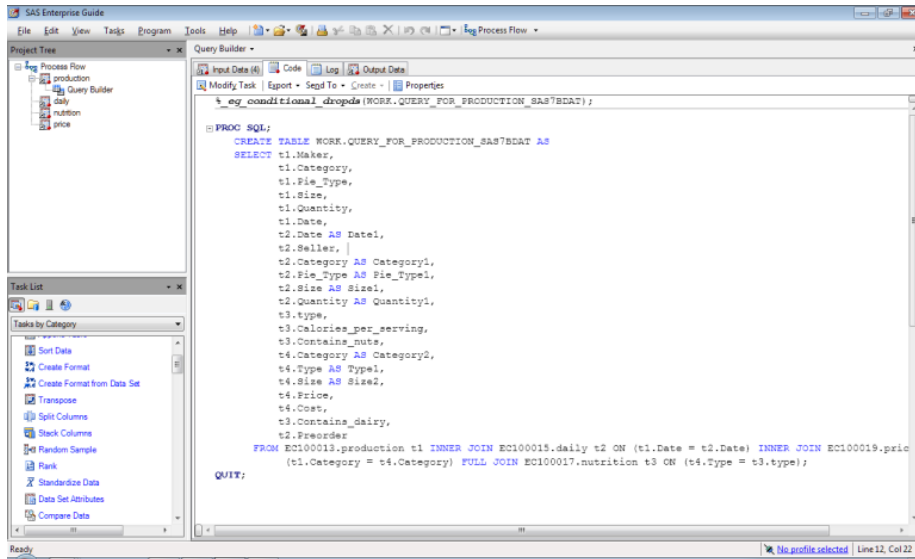 SAS Enterprise Guide
File Edit View Tasks Program Tools Help Process Flow
Project Tree
Process Flow
production
Query Builder
daily
nutrition
price
Task List
Tasks by Category
Sort Data
Create Format
Create Format from Data Set
Transpose
Split Columns
Stack Columns
Random Sample
Rank
Standardize Data
Data Set Attributes
Compare Data
Query Builder
Input Data (4) Code Log Output Data
Modify Task Export Send To Create Properties
%_eg_conditional_dropds(WORK.QUERY_FOR_PRODUCTION_SAS7BDAT);
PROC SQL;
CREATE TABLE WORK.QUERY_FOR_PRODUCTION_SAS7BDAT AS
SELECT t1.Maker,
t1.Category,
t1.Pie_Type,
t1.Size,
t1.Quantity,
t1.Date,
t2.Date AS Date1,
t2.Seller,
t2.Category AS Category1,
t2.Pie_Type AS Pie_Type1,
t2.Size AS Size1,
t2.Quantity AS Quantity1,
t3.type,
t3.Calories_per_serving,
t3.Contains_nuts,
t4.Category AS Category2,
t4.Type AS Type1,
t4.Size AS Size2,
t4.Price,
t4.Cost,
t3.Contains_dairy,
t2.Preorder
FROM EC100013.production t1 INNER JOIN EC100015.daily t2 ON (t1.Date = t2.Date) INNER JOIN EC100019.pric
(t1.Category = t4.Category) FULL JOIN EC100017.nutrition t3 ON (t4.Type = t3.type);
QUIT;
Ready
No profile selected Line 12, Col 22